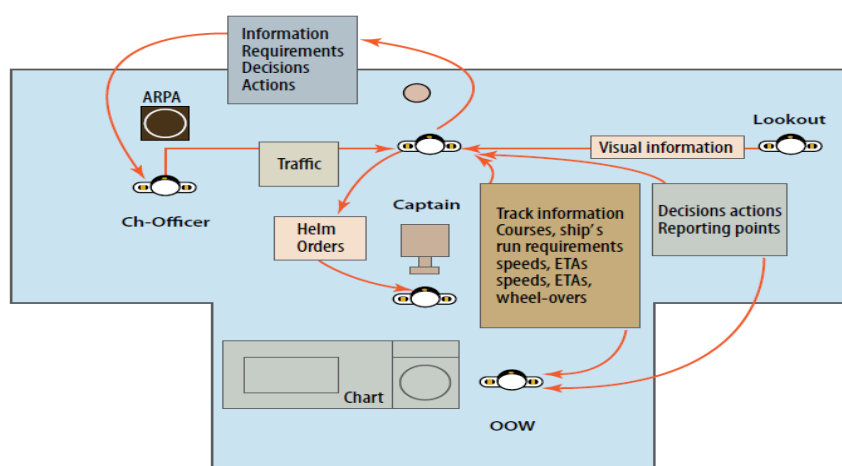 Information
Requirements
Decisions
Actions
ARPA
Lookout
Visual information
Traffic
Ch-Officer
Captain
Helm
Orders
Track information
Courses, ship's
run requirements
speeds, ETAs
speeds, ETAs,
wheel-overs
Decisions actions
Reporting points
Chart
OOW